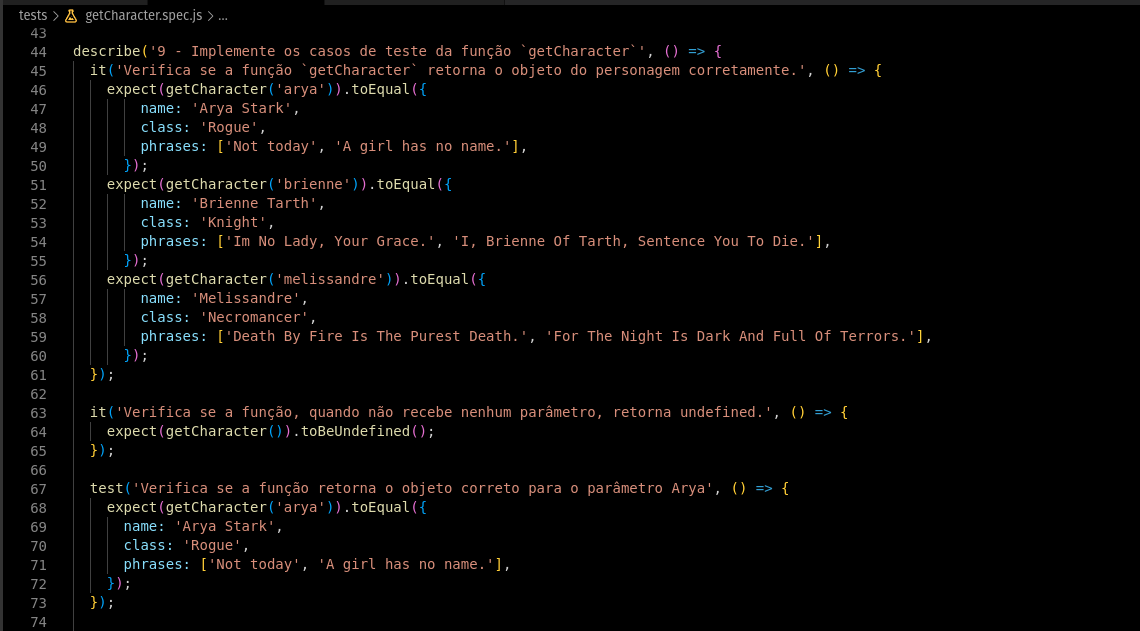 tests > getCharacter.spec.js > ...
43
44 describe('9 - Implemente os casos de teste da função `getCharacter`', () => {
45 it('Verifica se a função `getCharacter` retorna o objeto do personagem corretamente.', () => {
46 expect(getCharacter('arya')).toEqual({
47 name: 'Arya Stark',
48 class: 'Rogue',
49 phrases: ['Not today', 'A girl has no name.'],
50 });
51 expect(getCharacter('brienne')).toEqual({
52 name: 'Brienne Tarth',
53 class: 'Knight',
54 phrases: ['Im No Lady, Your Grace.', 'I, Brienne Of Tarth, Sentence You To Die.'],
55 });
56 expect(getCharacter('melissandre')).toEqual({
57 name: 'Melissandre',
58 class: 'Necromancer',
59 phrases: ['Death By Fire Is The Purest Death.', 'For The Night Is Dark And Full Of Terrors.'],
60 });
61 });
62
63 it('Verifica se a função, quando não recebe nenhum parâmetro, retorna undefined.', () => {
64 expect(getCharacter()).toBeUndefined();
65 });
66
67 test('Verifica se a função retorna o objeto correto para o parâmetro Arya', () => {
68 expect(getCharacter('arya')).toEqual({
69 name: 'Arya Stark',
70 class: 'Rogue',
71 phrases: ['Not today', 'A girl has no name.'],
72 });
73 });
74